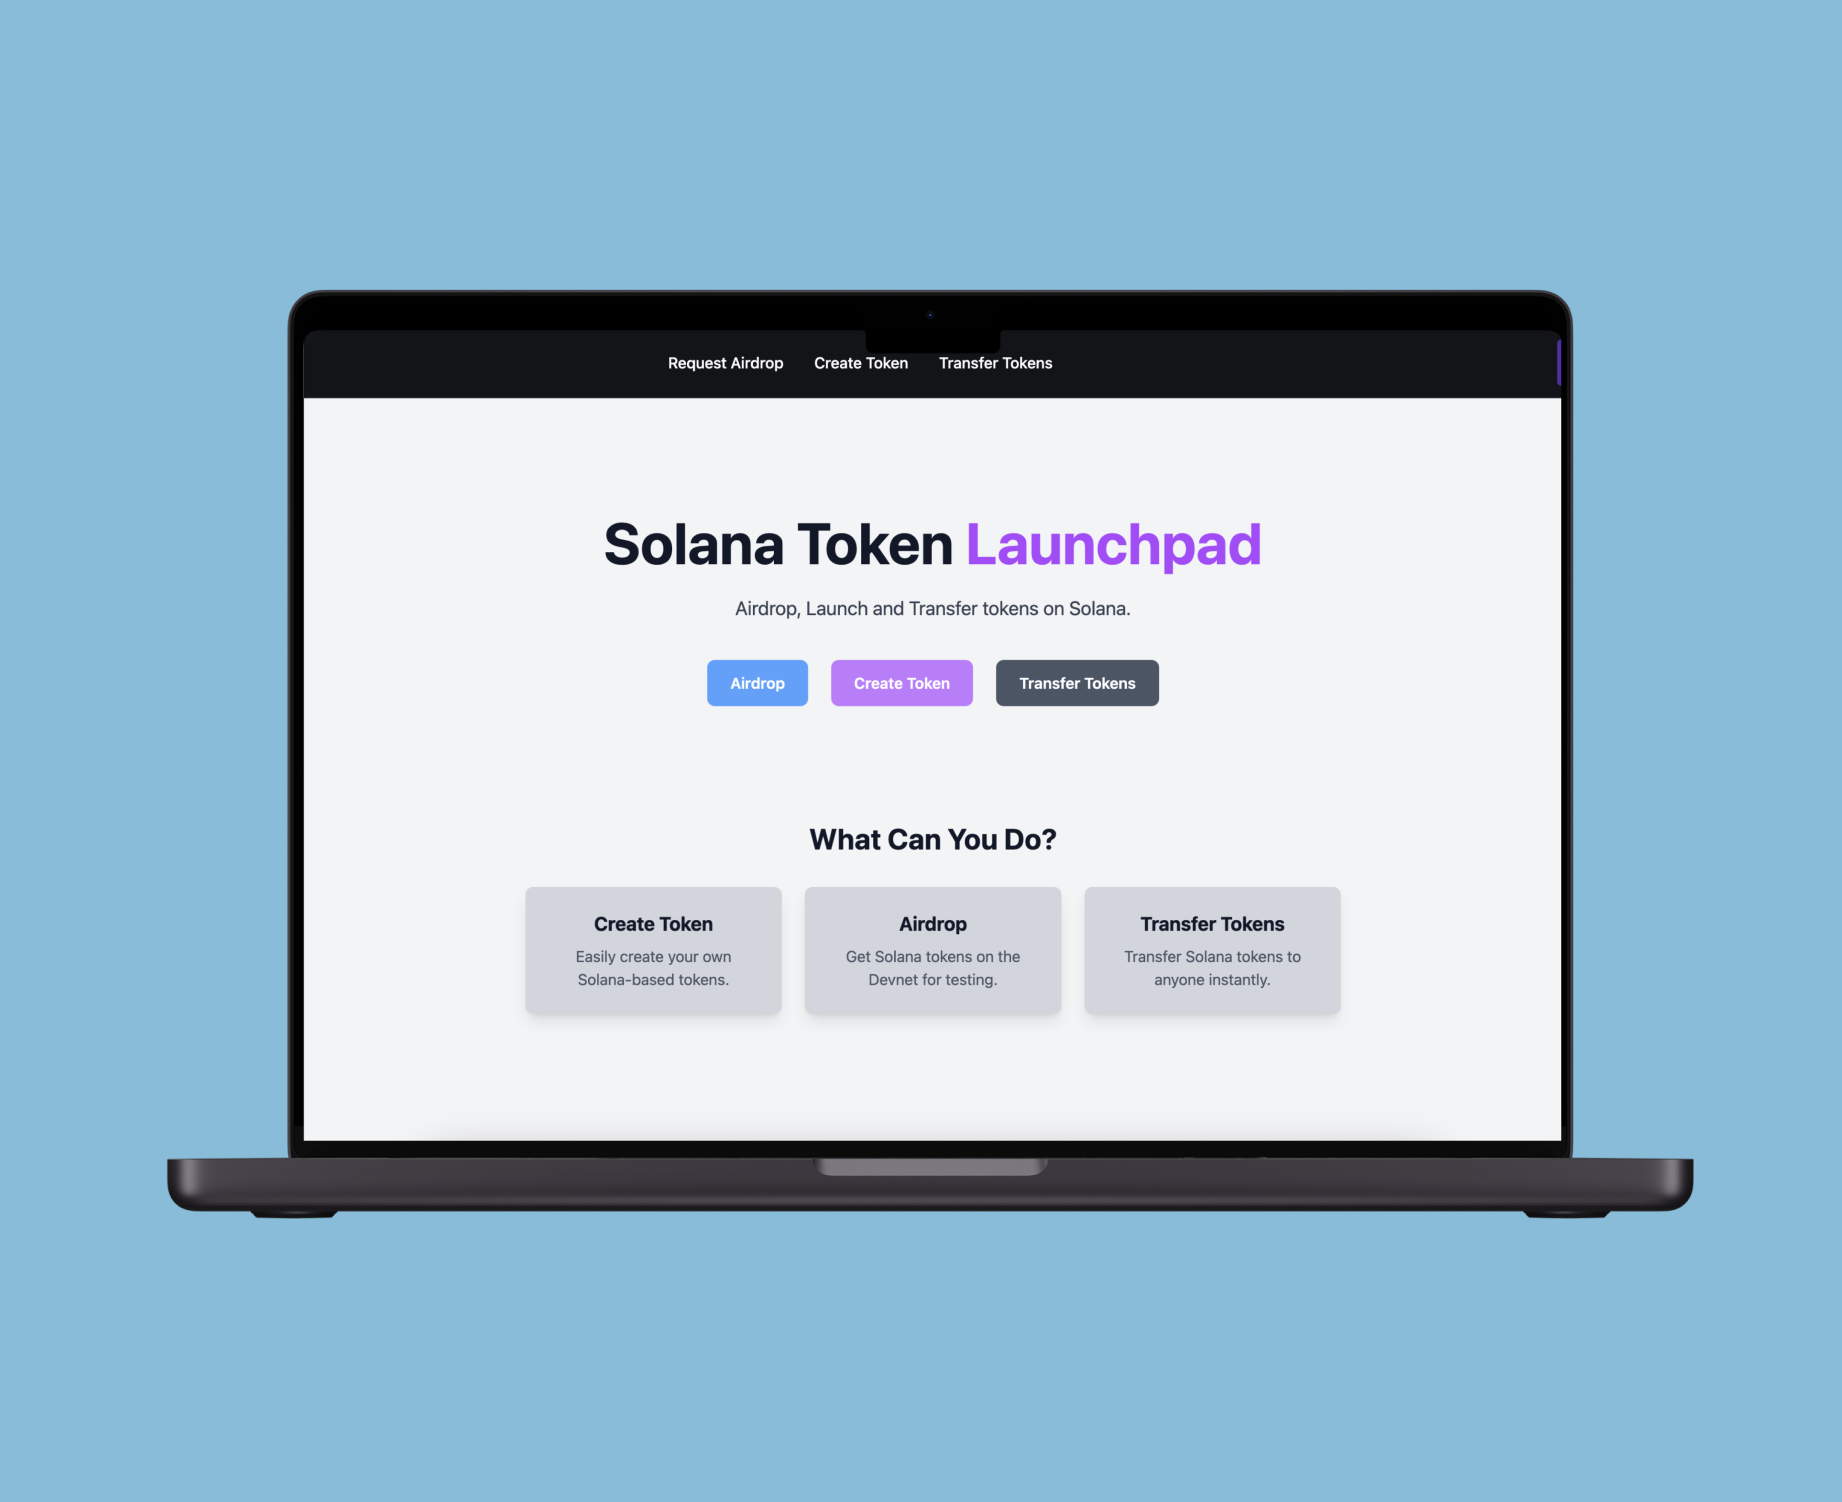 Request Airdrop Create Token Transfer Tokens
Solana Token Launchpad
Airdrop, Launch and Transfer tokens on Solana.
Airdrop Create Token Transfer Tokens
What Can You Do?
Create Token
Easily create your own
Solana-based tokens.
Airdrop
Get Solana tokens on the
Devnet for testing.
Transfer Tokens
Transfer Solana tokens to
anyone instantly.